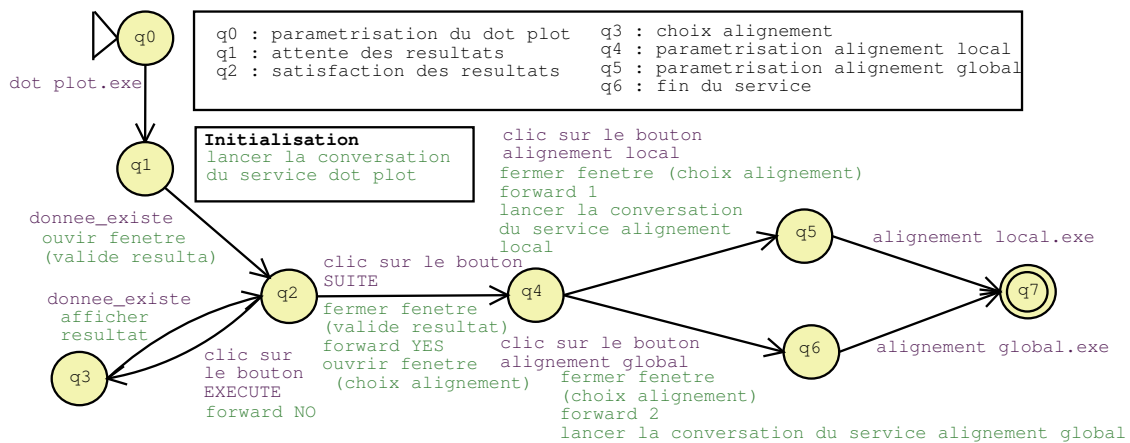 q0
q0 : parametrisation du dot plot
q1 : attente des resultats
q2 : satisfaction des resultats
q3 : choix alignement
q4 : parametrisation alignement local
q5 : parametrisation alignement global
q6 : fin du service
dot plot.exe
Initialisation
lancer la conversation
du service dot plot
q1
clic sur le bouton
alignement local
fermer fenetre (choix alignement)
forward 1
lancer la conversation
du service alignement
local
donnee_existe
ouvir fenetre
(valide resulta)
q5
alignement local.exe
clic sur le bouton
SUITE
q2
q4
q7
donnee_existe
afficher
resultat
fermer fenetre
(valide resultat)
forward YES
ouvrir fenetre
(choix alignement)
clic sur le bouton
alignement global
q6
alignement global.exe
q3
clic sur
le bouton
EXECUTE
forward NO
fermer fenetre
(choix alignement)
forward 2
lancer la conversation du service alignement global